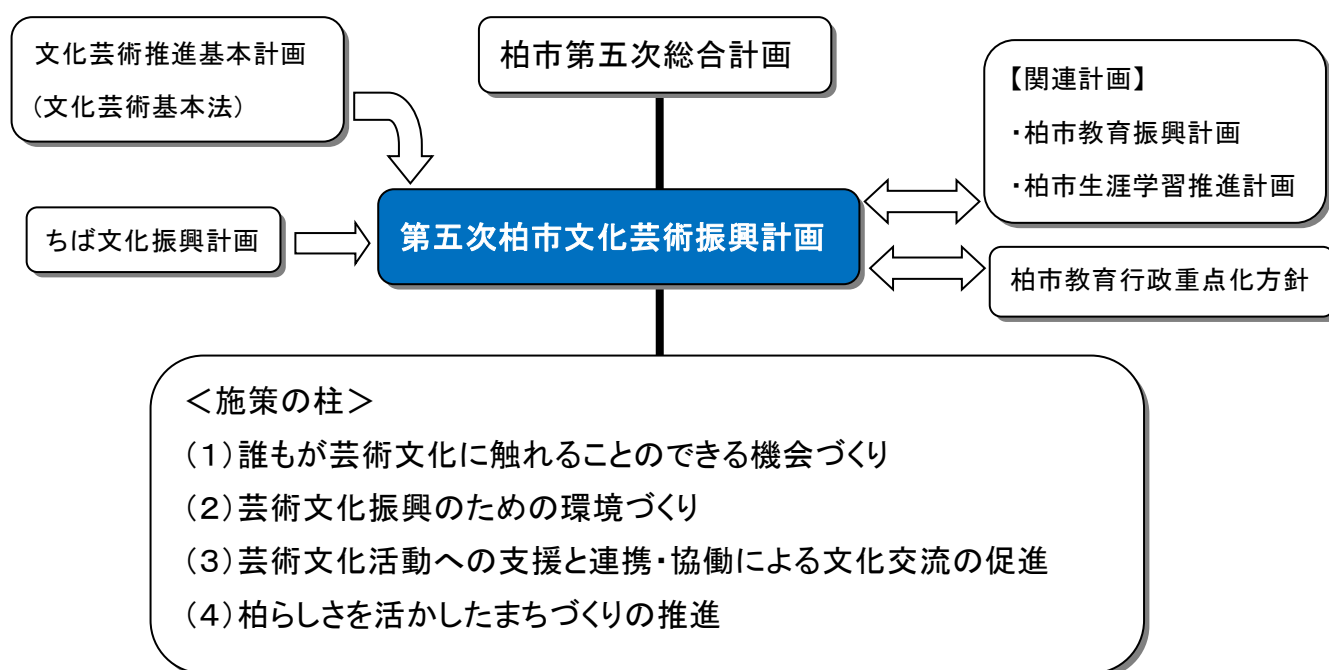 文化芸術推進基本計画
(文化芸術基本法)
柏市第五次総合計画
【関連計画】
・柏市教育振興計画
・柏市生涯学習推進計画
ちば文化振興計画
第五次柏市文化芸術振興計画
柏市教育行政重点化方針
＜施策の柱＞
(１)誰もが芸術文化に触れることのできる機会づくり
(２)芸術文化振興のための環境づくり
(３)芸術文化活動への支援と連携・協働による文化交流の促進
(４)柏らしさを活かしたまちづくりの推進